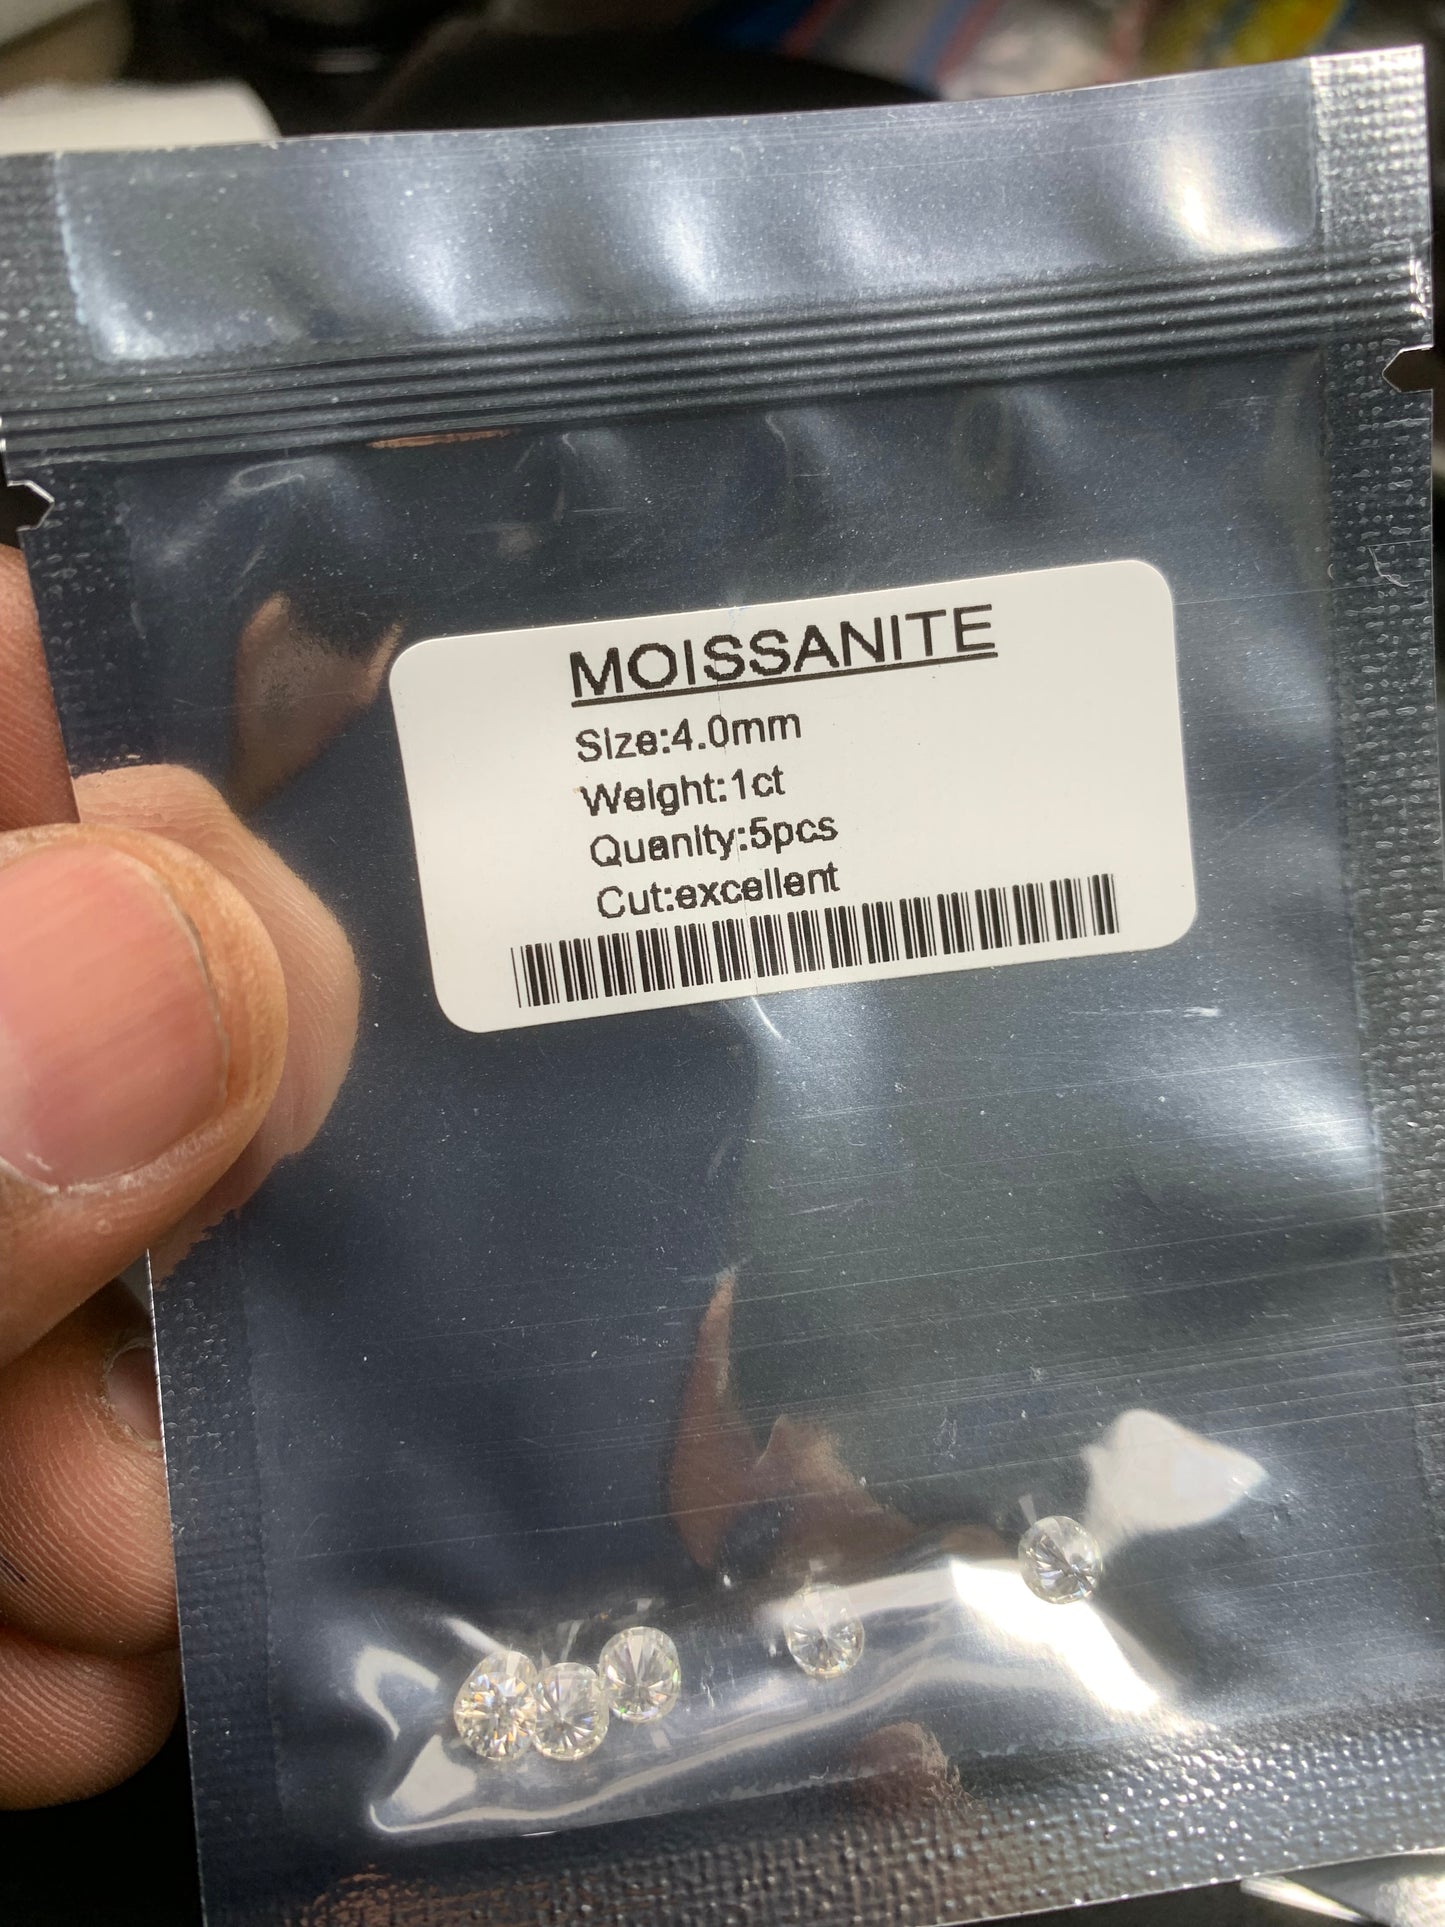 MOISSANITE
Size:4.0mm
Weight:1ct
Quanity:5pcs
Cut:excellent